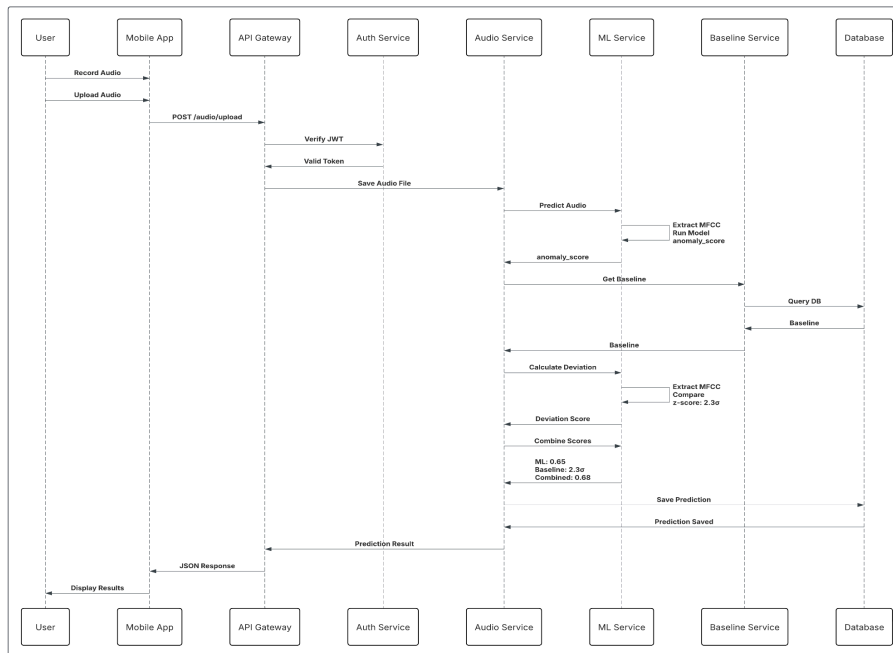 User
Mobile App
API Gateway
Auth Service
Audio Service
ML Service
Baseline Service
Database
Record Audio
Upload Audio
POST /audio/upload
Verify JWT
Valid Token
Save Audio File
Predict Audio
Extract MFCC
Run Model
anomaly_score
anomaly_score
Get Baseline
Query DB
Baseline
Baseline
Calculate Deviation
Extract MFCC
Compare
z-score: 2.3σ
Deviation Score
Combine Scores
ML: 0.65
Baseline: 2.3σ
Combined: 0.68
Save Prediction
Prediction Saved
Prediction Result
JSON Response
Display Results
User
Mobile App
API Gateway
Auth Service
Audio Service
ML Service
Baseline Service
Database